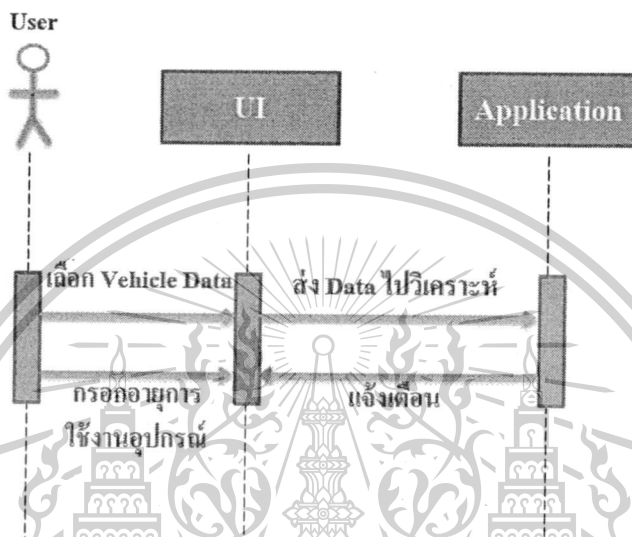 User
UI
Application
เลือก Vehicle Data
ส่ง Data ไปวิเคราะห์
กรอกอายุการ
ใช้งานอุปกรณ์
แจ้งเตือน